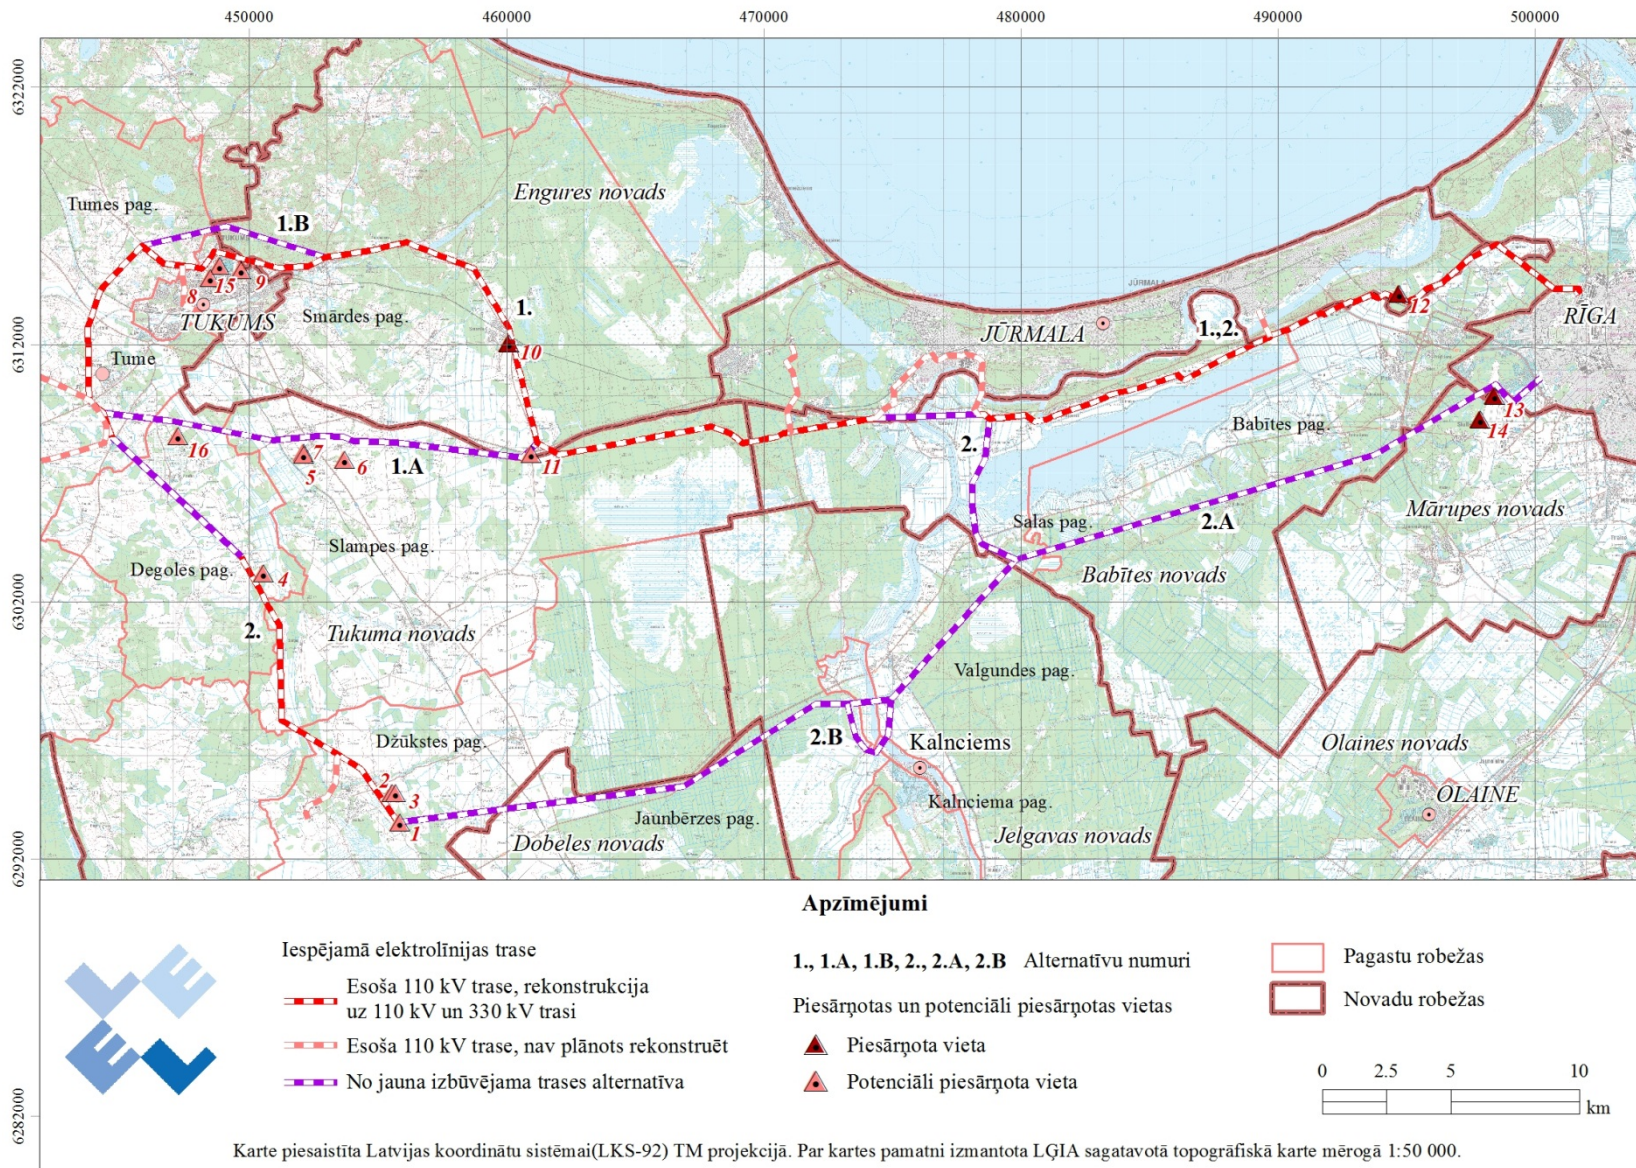 450000 460000 470000 480000 490000 500000
6322000
6312000
6302000
6292000
6282000
Engures novads
Tumes pag.
1.B
15
9
8
TUKUMS
Smārdes pag.
1.
10
Tume
JŪRMALA
JŪRMALA
1.,2.
12
RĪGA
13
14
Babītes pag.
16
7
5
6
1.A
11
2.
Mārupes novads
2.A
Salas pag.
Slampes pag.
Degoles pag.
4
Babītes novads
2.
Tukuma novads
Valgundes pag.
Džūkstes pag.
2.B
Kalnciems
Olaines novads
2
3
1
OLAINE
Kalnciema pag.
Jaunbērzes pag.
Dobeles novads
Jelgavas novads
Apzīmējumi
Iespējamā elektrolīnijas trase
Esoša 110 kV trase, rekonstrukcija
uz 110 kV un 330 kV trasi
Esoša 110 kV trase, nav plānots rekonstruēt
No jauna izbūvējama trases alternatīva
1., 1.A, 1.B, 2., 2.A, 2.B Alternatīvu numuri
Piesārņotas un potenciāli piesārņotas vietas
Piesārņota vieta
Potenciāli piesārņota vieta
Pagastu robežas
Novadu robežas
0 2.5 5 10
km
Karte piesaistīta Latvijas koordinātu sistēmai(LKS-92) TM projekcijā. Par kartes pamatni izmantota LĢIA sagatavotā topogrāfiskā karte mērogā 1:50 000.